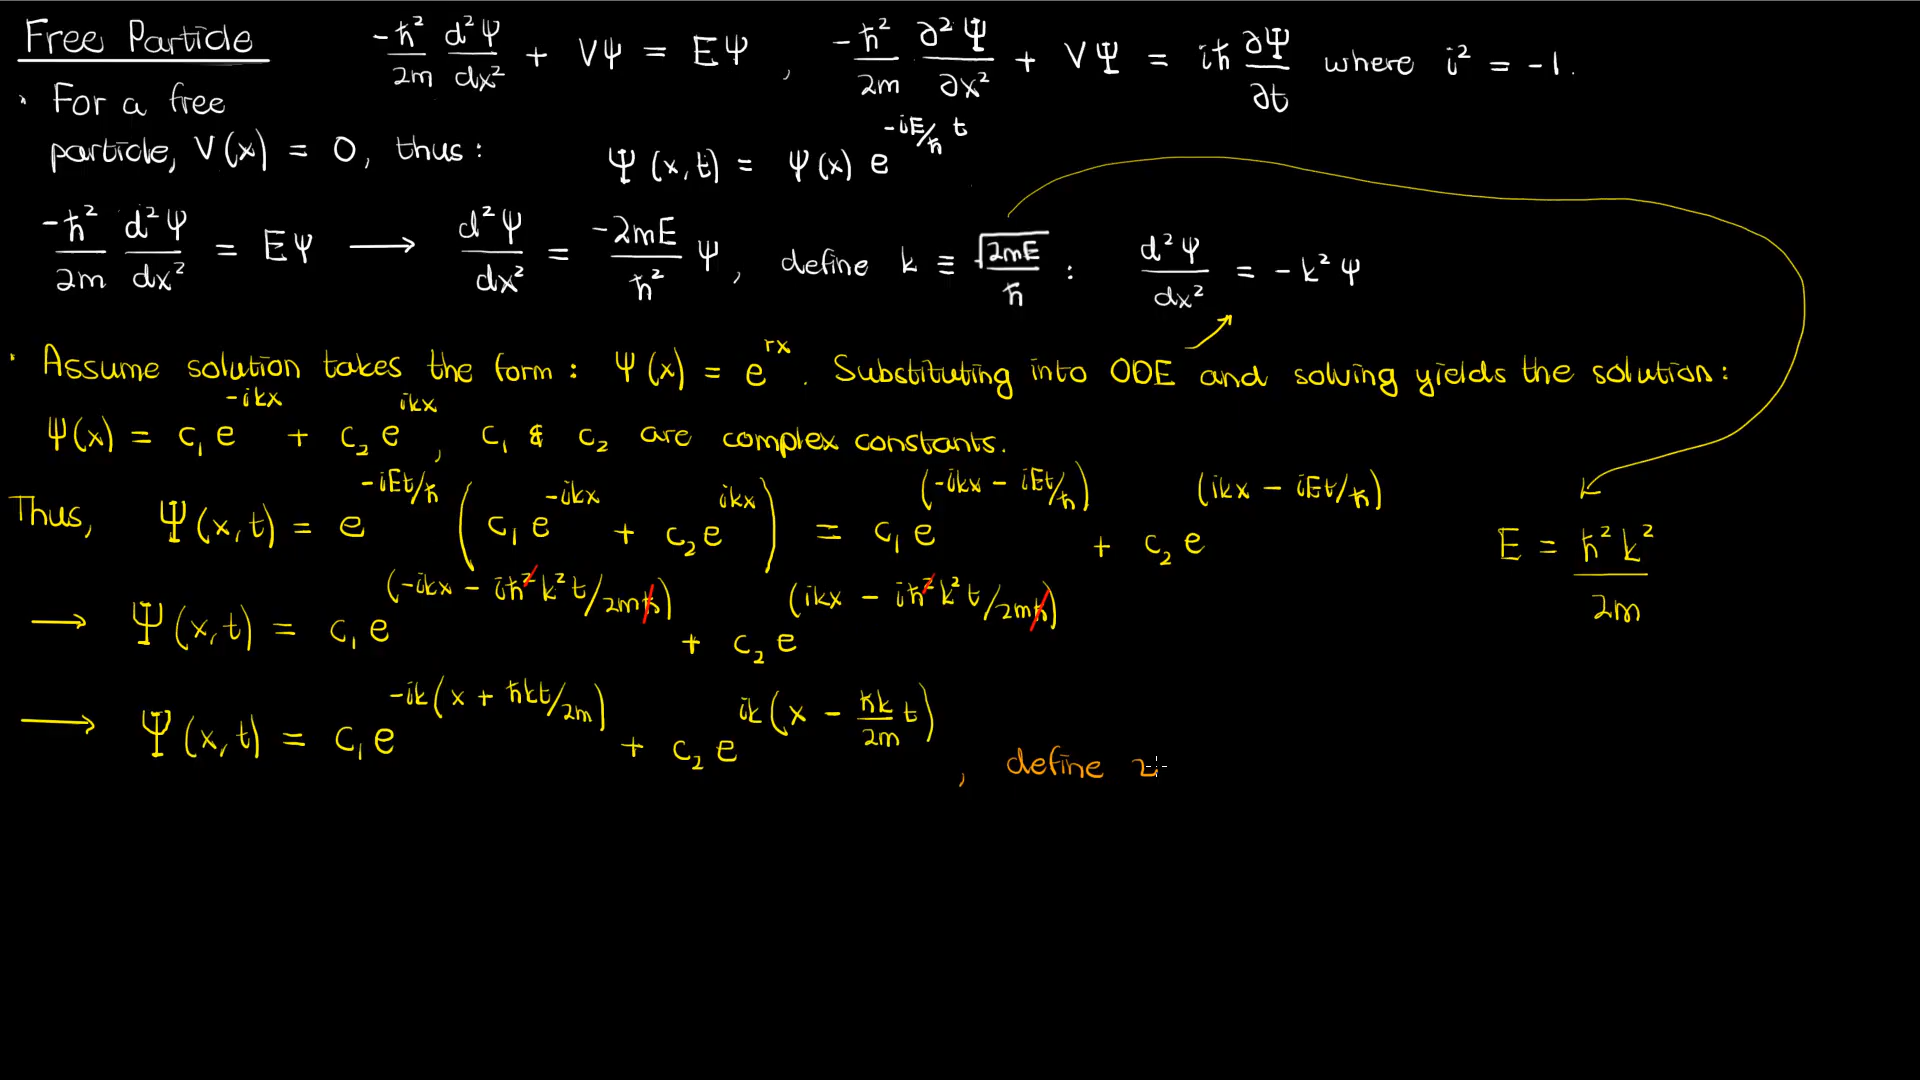 Free Particle  -ħ²/2m d²ψ/dx² + Vψ = Eψ , -ħ²/2m ∂²Ψ/∂x² + VΨ = iħ ∂Ψ/∂t where i² = -1.
· For a free
particle, V(x) = 0, thus:  Ψ(x,t) = ψ(x) e^(-iE/ħ t)
-ħ²/2m d²ψ/dx² = Eψ ⟶ d²ψ/dx² = -2mE/ħ² ψ , define k ≡ √(2mE)/ħ : d²ψ/dx² = -k²ψ
· Assume solution takes the form: ψ(x) = e^(rx). Substituting into ODE and solving yields the solution:
ψ(x) = c₁e^(-ikx) + c₂e^(ikx), c₁ & c₂ are complex constants.
Thus, Ψ(x,t) = e^(-iEt/ħ) (c₁e^(-ikx) + c₂e^(ikx)) = c₁e^(-ikx - iEt/ħ) + c₂e^(ikx - iEt/ħ)  E = ħ²k²/2m
⟶ Ψ(x,t) = c₁e^(-ikx - iħ²k²t/2mħ) + c₂e^(ikx - iħ²k²t/2mħ)
⟶ Ψ(x,t) = c₁e^(-ik(x + ħkt/2m)) + c₂e^(ik(x - ħk/2m t)) , define